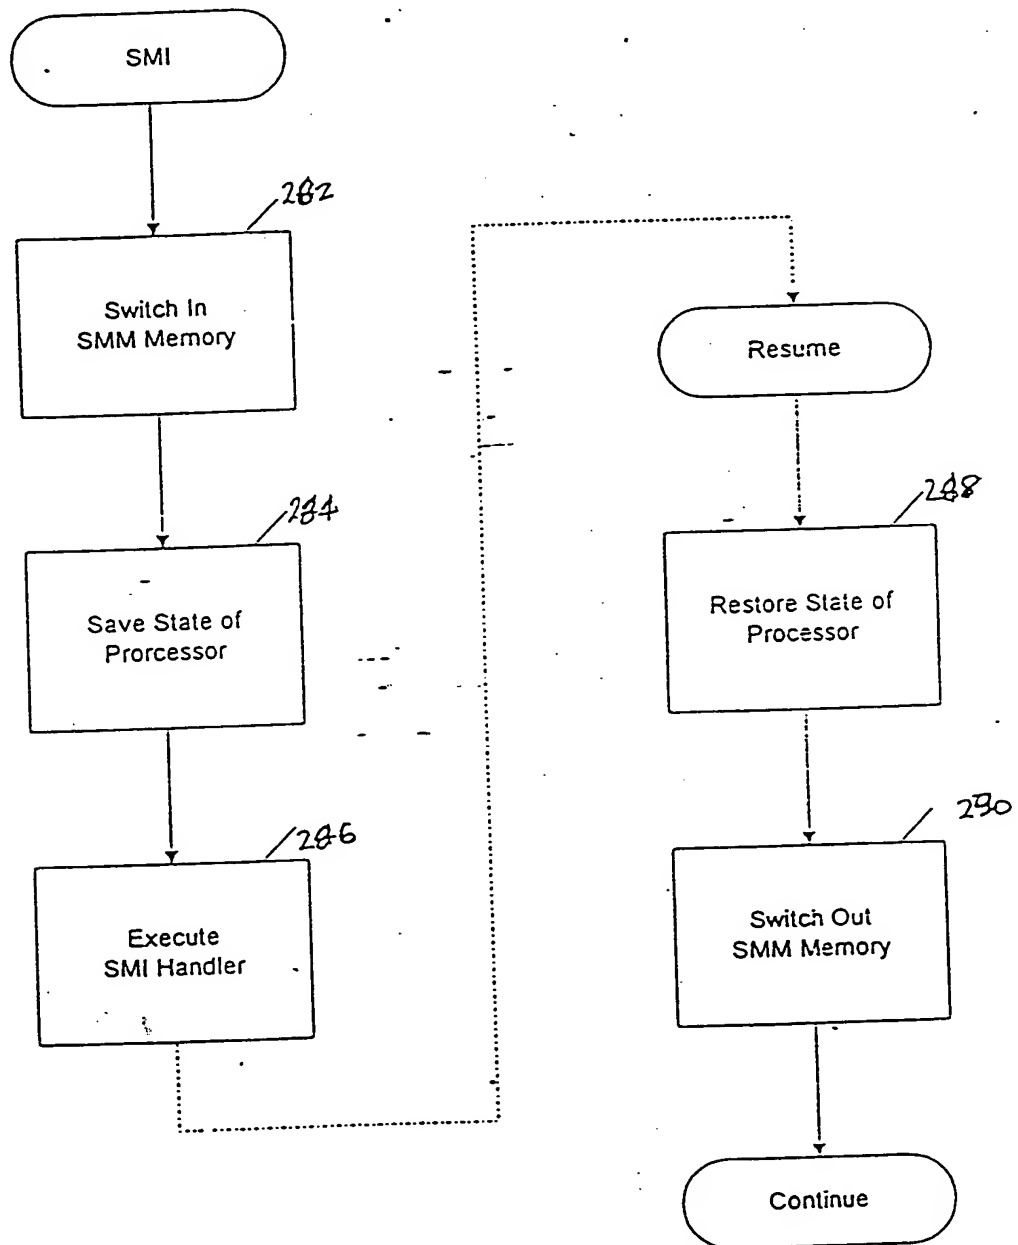 SMI
282
Switch In
SMM Memory
284
Save State of
Prorcessor
286
Execute
SMI Handler
Resume
288
Restore State of
Processor
290
Switch Out
SMM Memory
Continue